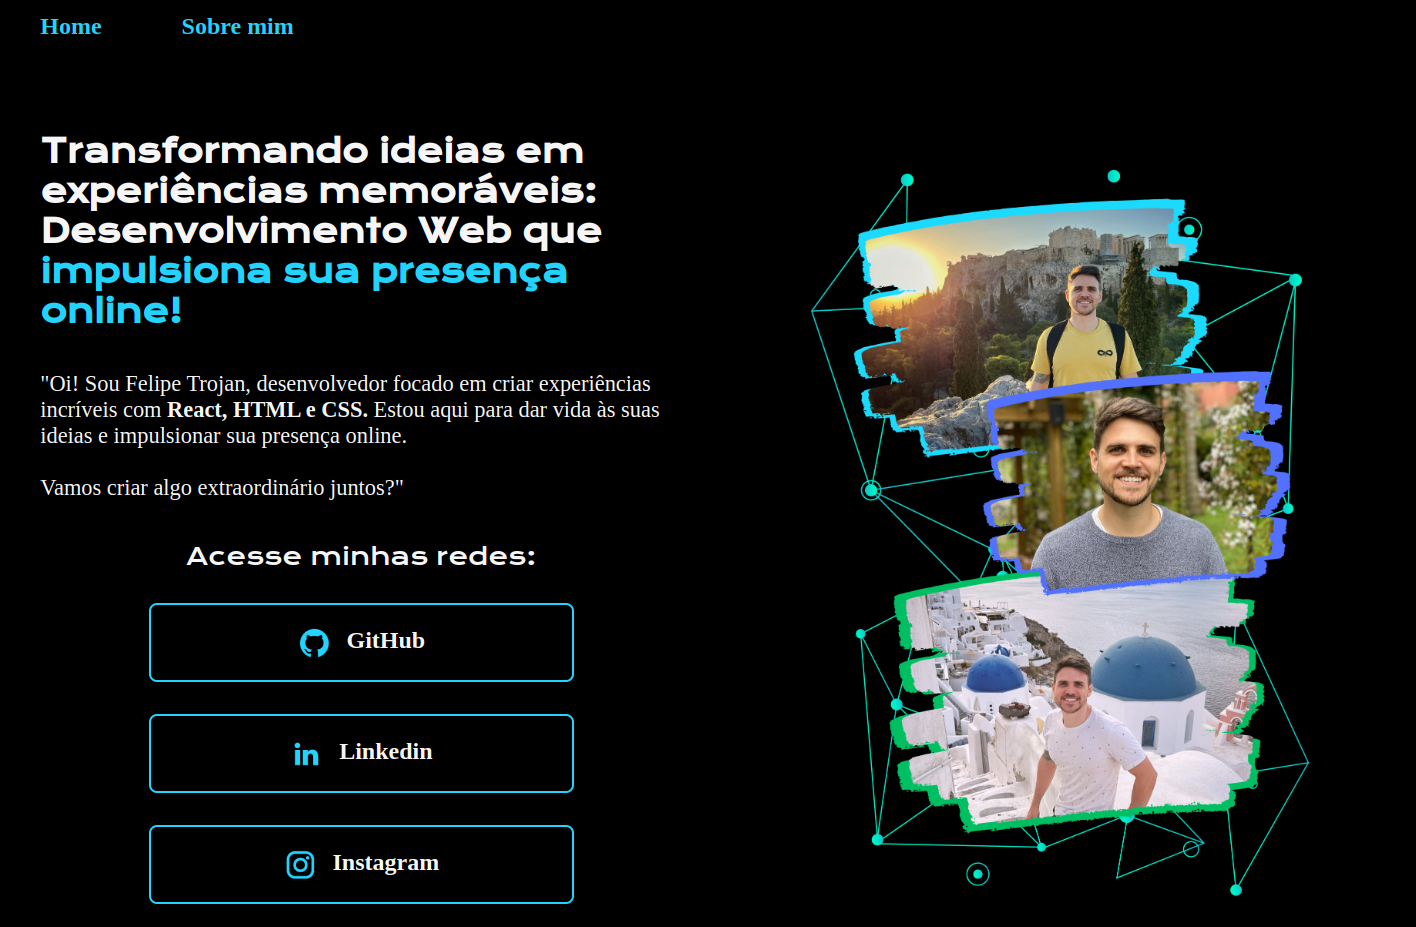 Home Sobre mim
Transformando ideias em
experiências memoráveis:
Desenvolvimento Web que
impulsiona sua presença
online!
"Oi! Sou Felipe Trojan, desenvolvedor focado em criar experiências
incríveis com React, HTML e CSS. Estou aqui para dar vida às suas
ideias e impulsionar sua presença online.
Vamos criar algo extraordinário juntos?"
Acesse minhas redes:
GitHub
Linkedin
Instagram